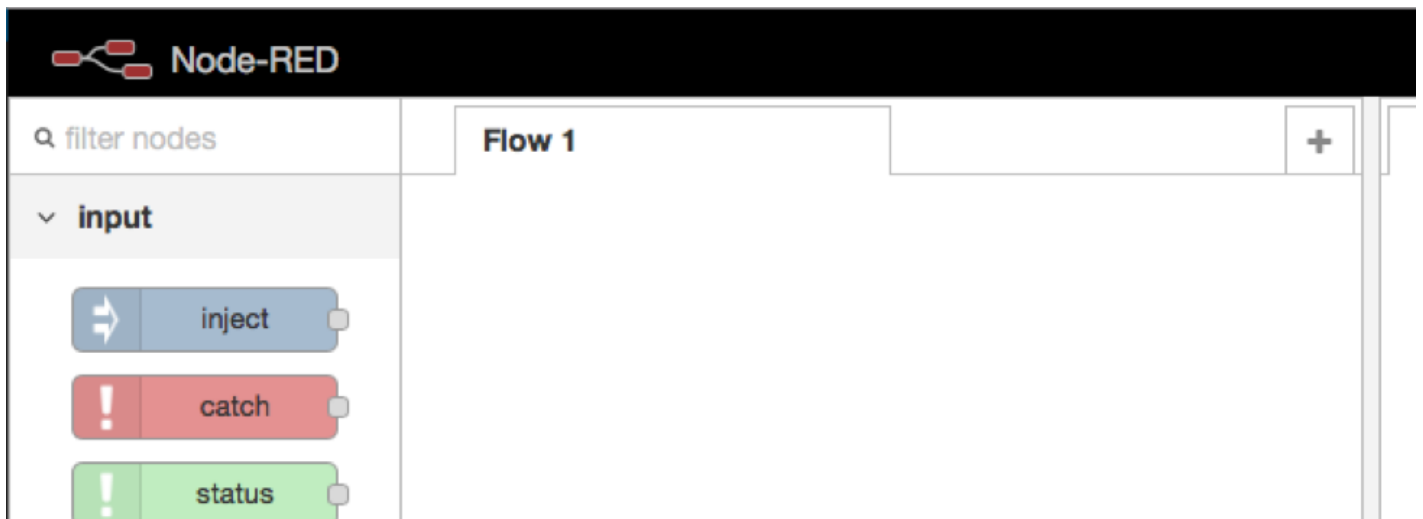 Node-RED
filter nodes
Flow 1
+
input
inject
catch
status